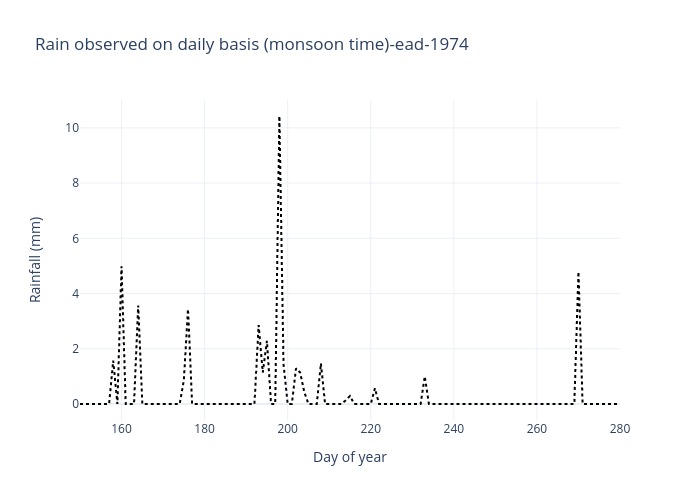 Rain observed on daily basis (monsoon time)-ead-1974
10
8
6
4
2
0
Rainfall (mm)
160 180 200 220 240 260 280
Day of year